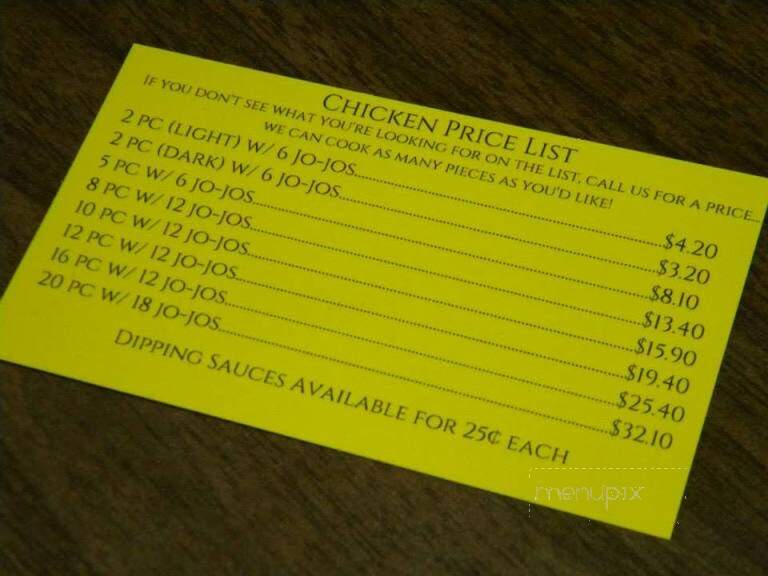 CHICKEN PRICE LIST
IF YOU DON'T SEE WHAT YOU'RE LOOKING FOR ON THE LIST, CALL US FOR A PRICE...
WE CAN COOK AS MANY PIECES AS YOU'D LIKE!
2 PC (LIGHT) W/ 6 JO-JOS........$4.20
2 PC (DARK) W/ 6 JO-JOS........$3.20
5 PC W/ 6 JO-JOS........$8.10
8 PC W/ 12 JO-JOS........$13.40
10 PC W/ 12 JO-JOS........$15.90
12 PC W/ 12 JO-JOS........$19.40
16 PC W/ 12 JO-JOS........$25.40
20 PC W/ 18 JO-JOS........$32.10
DIPPING SAUCES AVAILABLE FOR 25¢ EACH
menupix